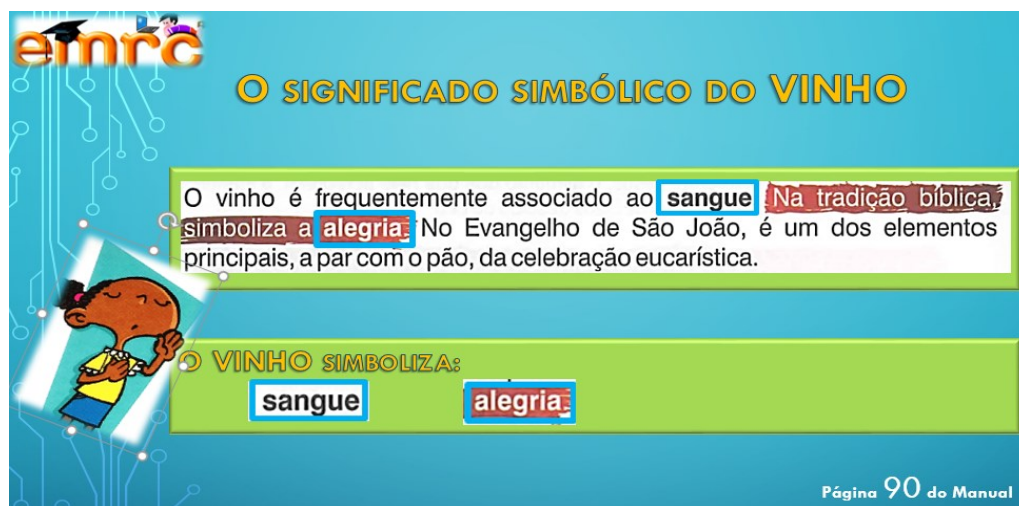 emrc
O SIGNIFICADO SIMBÓLICO DO VINHO
O vinho é frequentemente associado ao sangue Na tradição bíblica,
simboliza a alegria. No Evangelho de São João, é um dos elementos
principais, a par com o pão, da celebração eucarística.
O VINHO SIMBOLIZA:
sangue alegria.
Página 90 do Manual